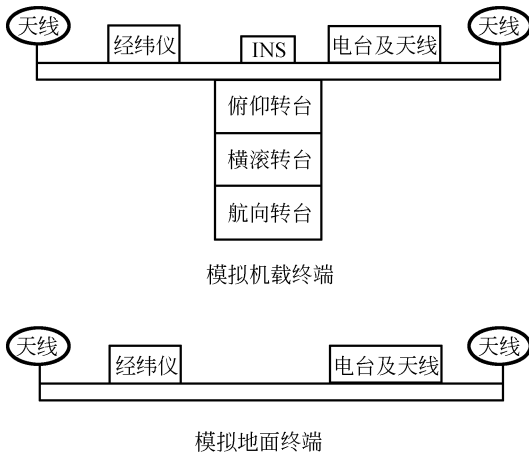 天线
天线
经纬仪
INS
电台及天线
俯仰转台
横滚转台
航向转台
模拟机载终端
天线
天线
经纬仪
电台及天线
模拟地面终端